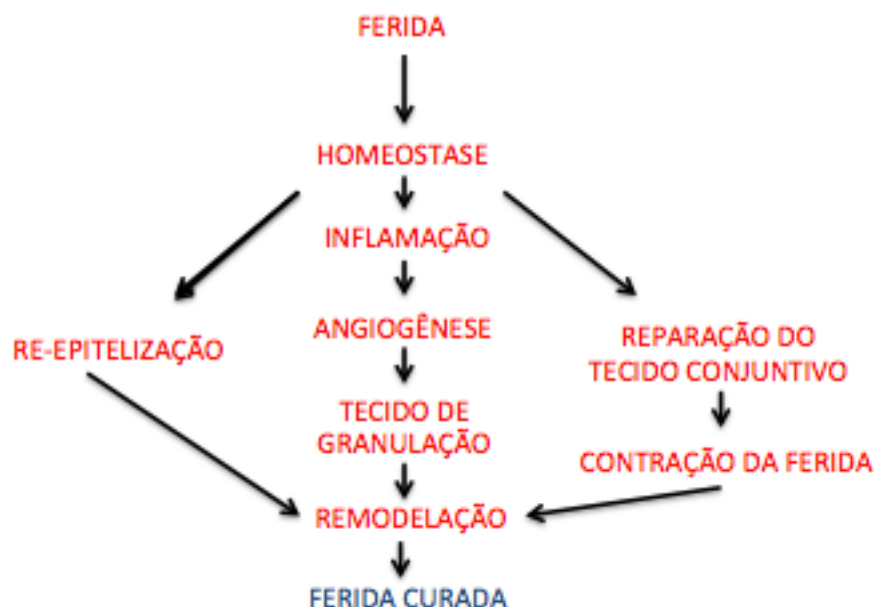 FERIDA
HOMEOSTASE
INFLAMAÇÃO
ANGIOGÊNESE
RE-EPITELIZAÇÃO
REPARAÇÃO DO
TECIDO CONJUNTIVO
TECIDO DE
GRANULAÇÃO
CONTRAÇÃO DA FERIDA
REMODELAÇÃO
FERIDA CURADA